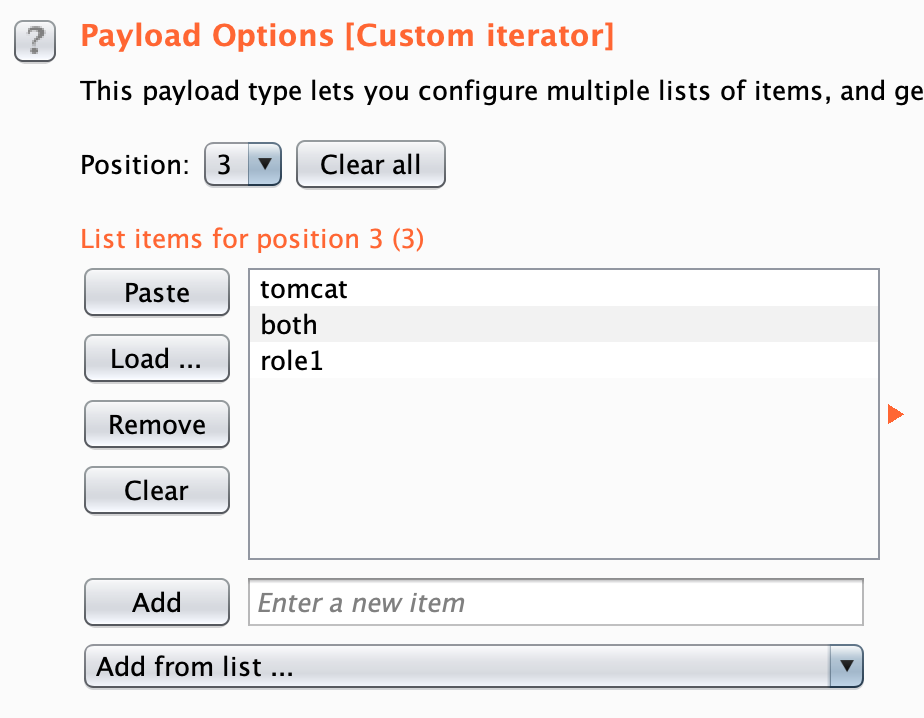 ?
Payload Options [Custom iterator]
This payload type lets you configure multiple lists of items, and ge
Position: 3 Clear all
List items for position 3 (3)
Paste
Load ...
Remove
Clear
tomcat
both
role1
Add
Enter a new item
Add from list ...